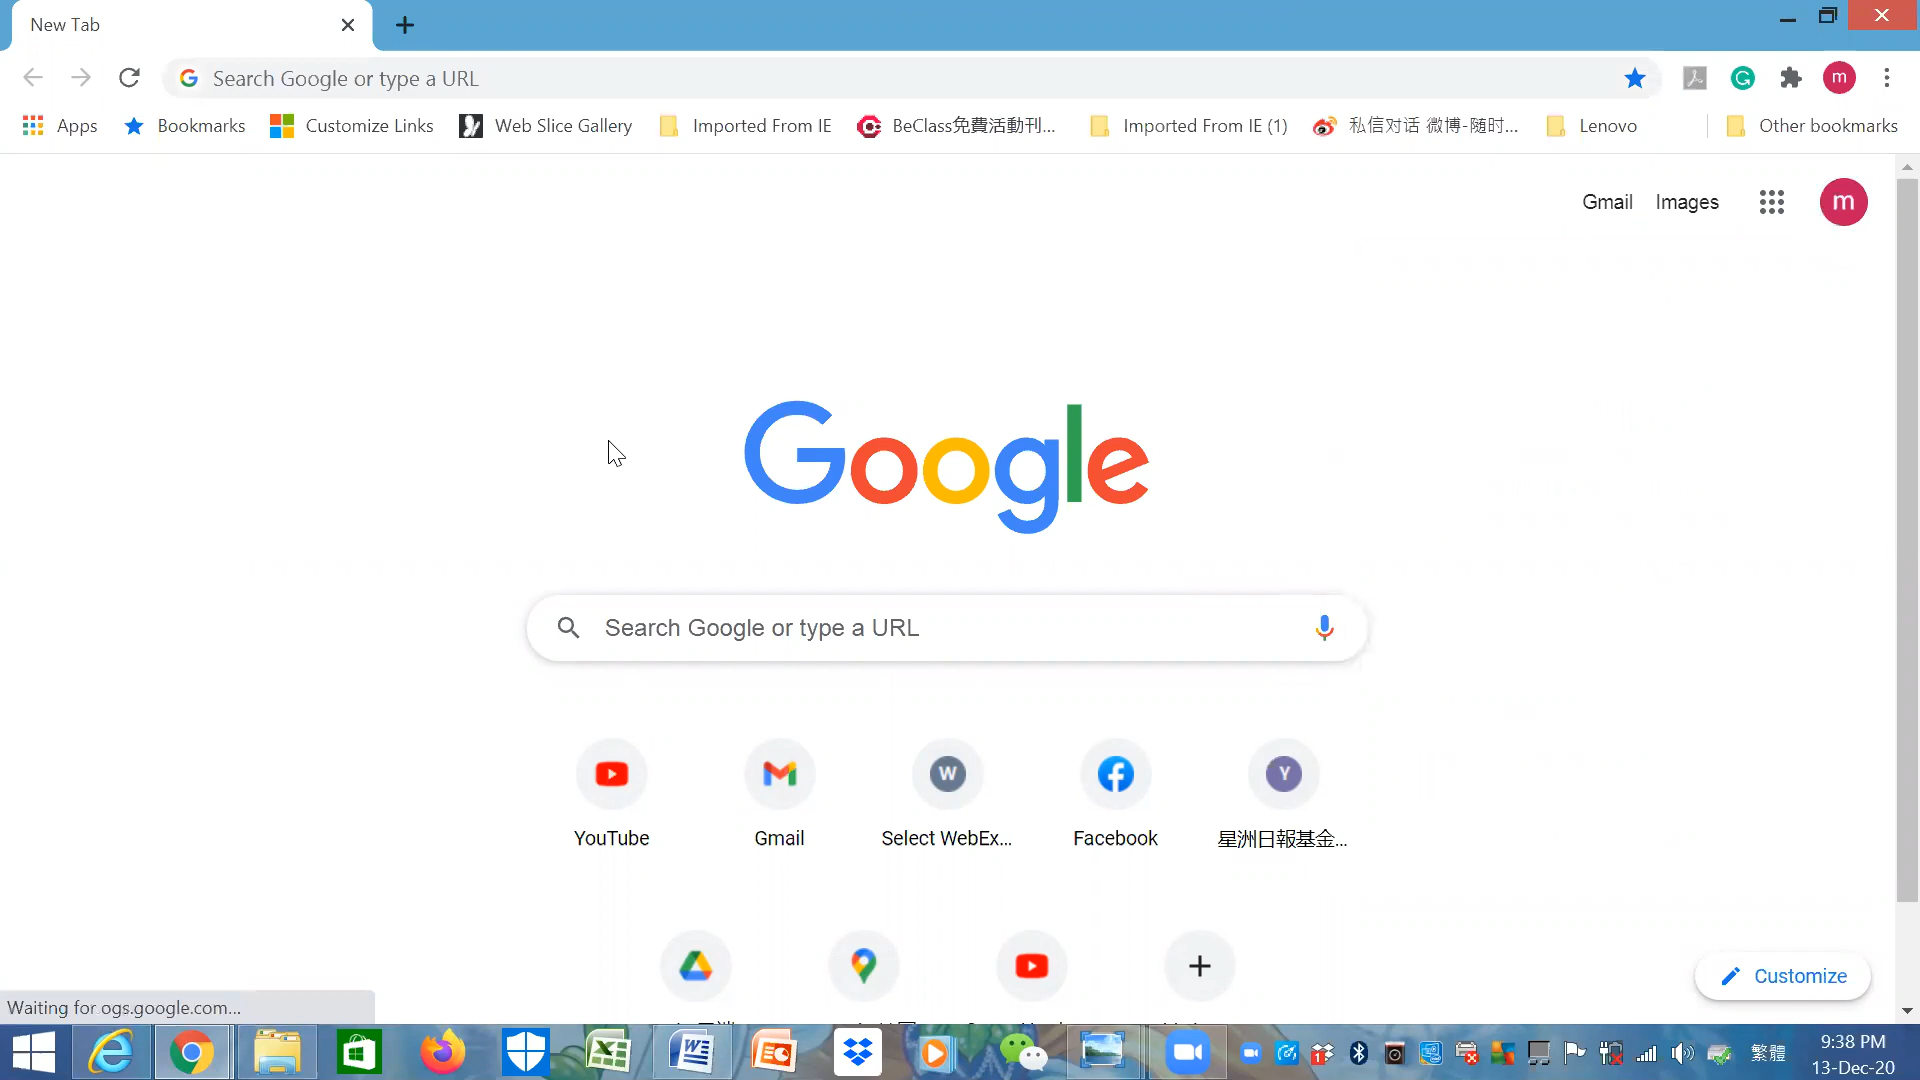 New Tab
Search Google or type a URL
m
Apps
Bookmarks
Customize Links
Web Slice Gallery
Imported From IE
BeClass免費活動刊...
Imported From IE (1)
私信对话 微博-随时...
Lenovo
Other bookmarks
Gmail
Images
m
Google
Search Google or type a URL
W
Y
YouTube
Gmail
Select WebEx...
Facebook
星洲日報基金...
Customize
Waiting for ogs.google.com...
繁體
9:38 PM
13-Dec-20